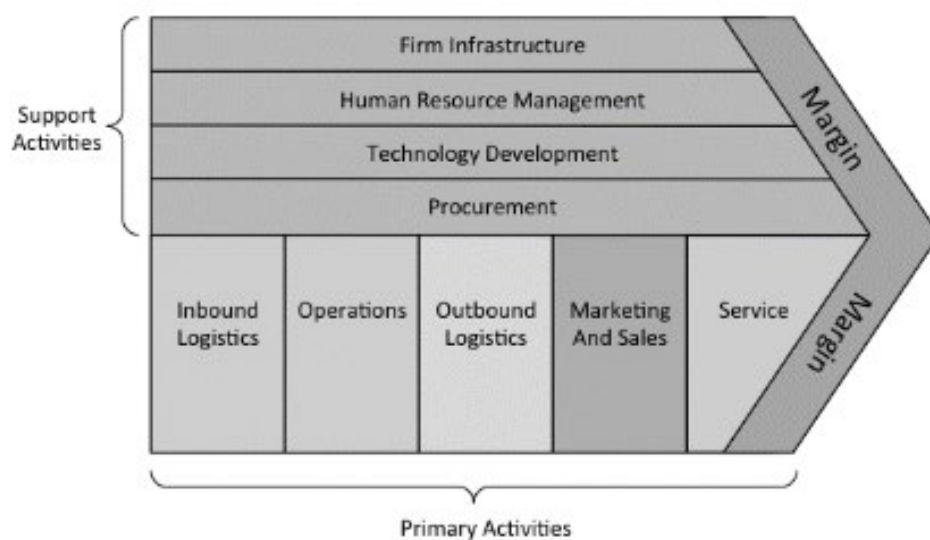 Firm Infrastructure
Human Resource Management
Support
Activities
Technology Development
Procurement
Margin
Inbound
Logistics
Operations
Outbound
Logistics
Marketing
And Sales
Service
Margin
Primary Activities